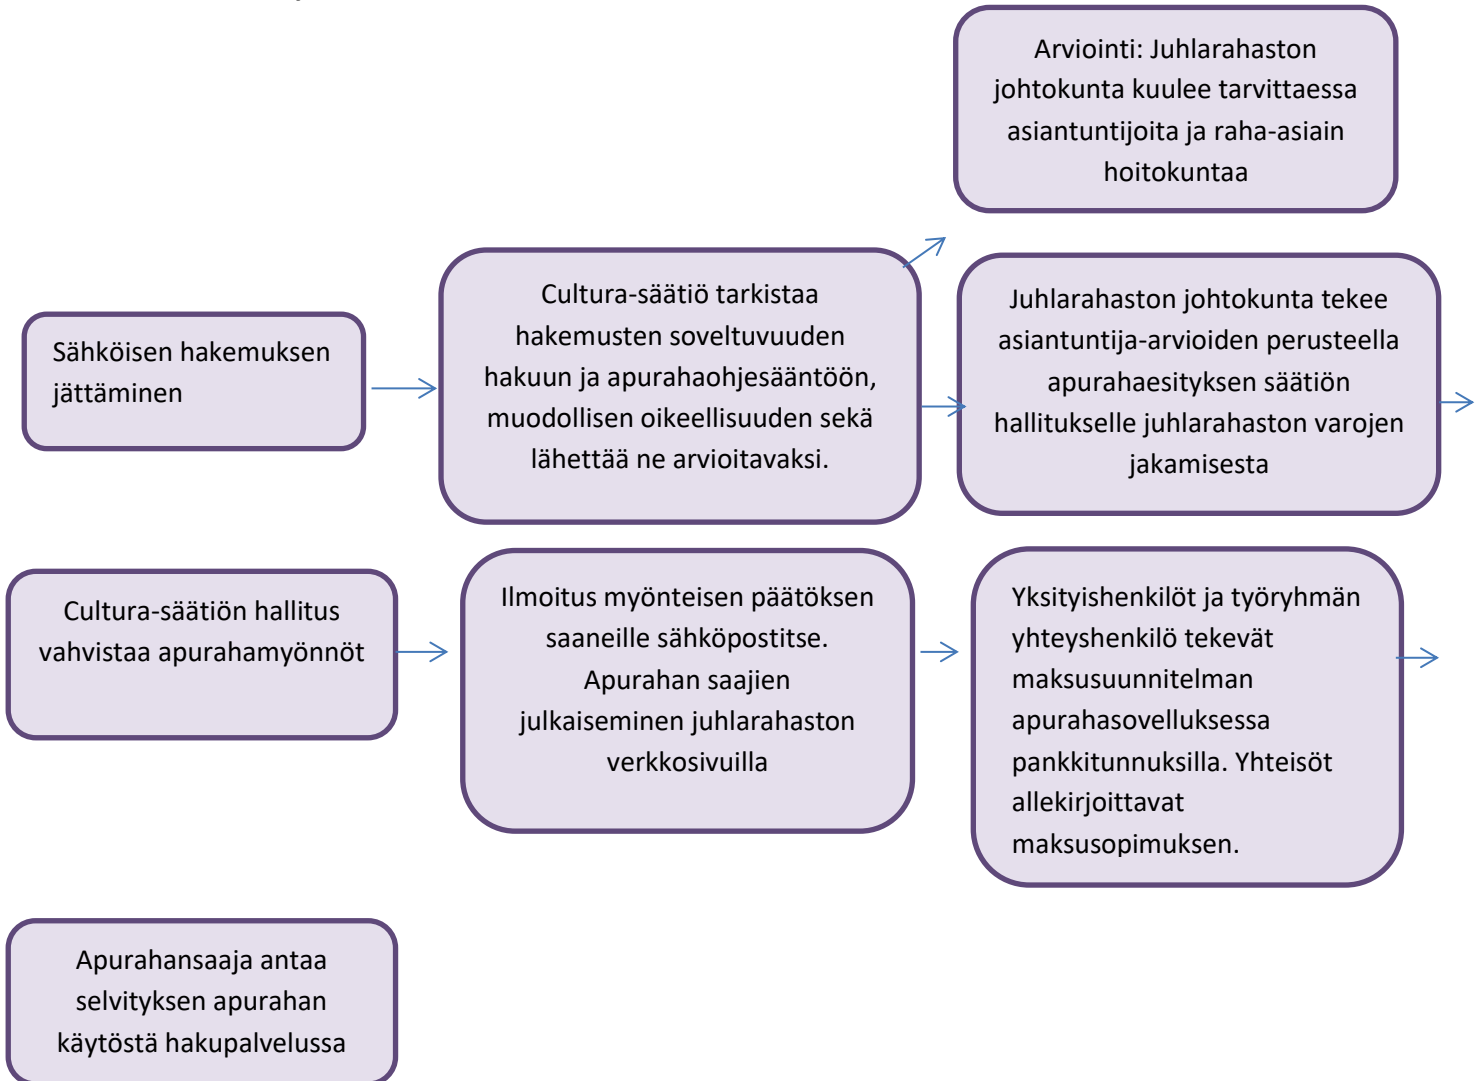 Arviointi: Juhlarahaston
johtokunta kuulee tarvittaessa
asiantuntijoita ja raha-asiain
hoitokuntaa
Sähköisen hakemuksen
jättäminen
Cultura-säätiö tarkistaa
hakemusten soveltuvuuden
hakuun ja apurahaohjesääntöön,
muodollisen oikeellisuuden sekä
lähettää ne arvioitavaksi.
Juhlarahaston johtokunta tekee
asiantuntija-arvioiden perusteella
apurahaesityksen säätiön
hallitukselle juhlarahaston varojen
jakamisesta
Cultura-säätiön hallitus
vahvistaa apurahamyönnöt
Ilmoitus myönteisen päätöksen
saaneille sähköpostitse.
Apurahan saajien
julkaiseminen juhlarahaston
verkkosivuilla
Yksityishenkilöt ja työryhmän
yhteyshenkilö tekevät
maksusuunnitelman
apurahasovelluksessa
pankkitunnuksilla. Yhteisöt
allekirjoittavat
maksusopimuksen.
Apurahansaaja antaa
selvityksen apurahan
käytöstä hakupalvelussa